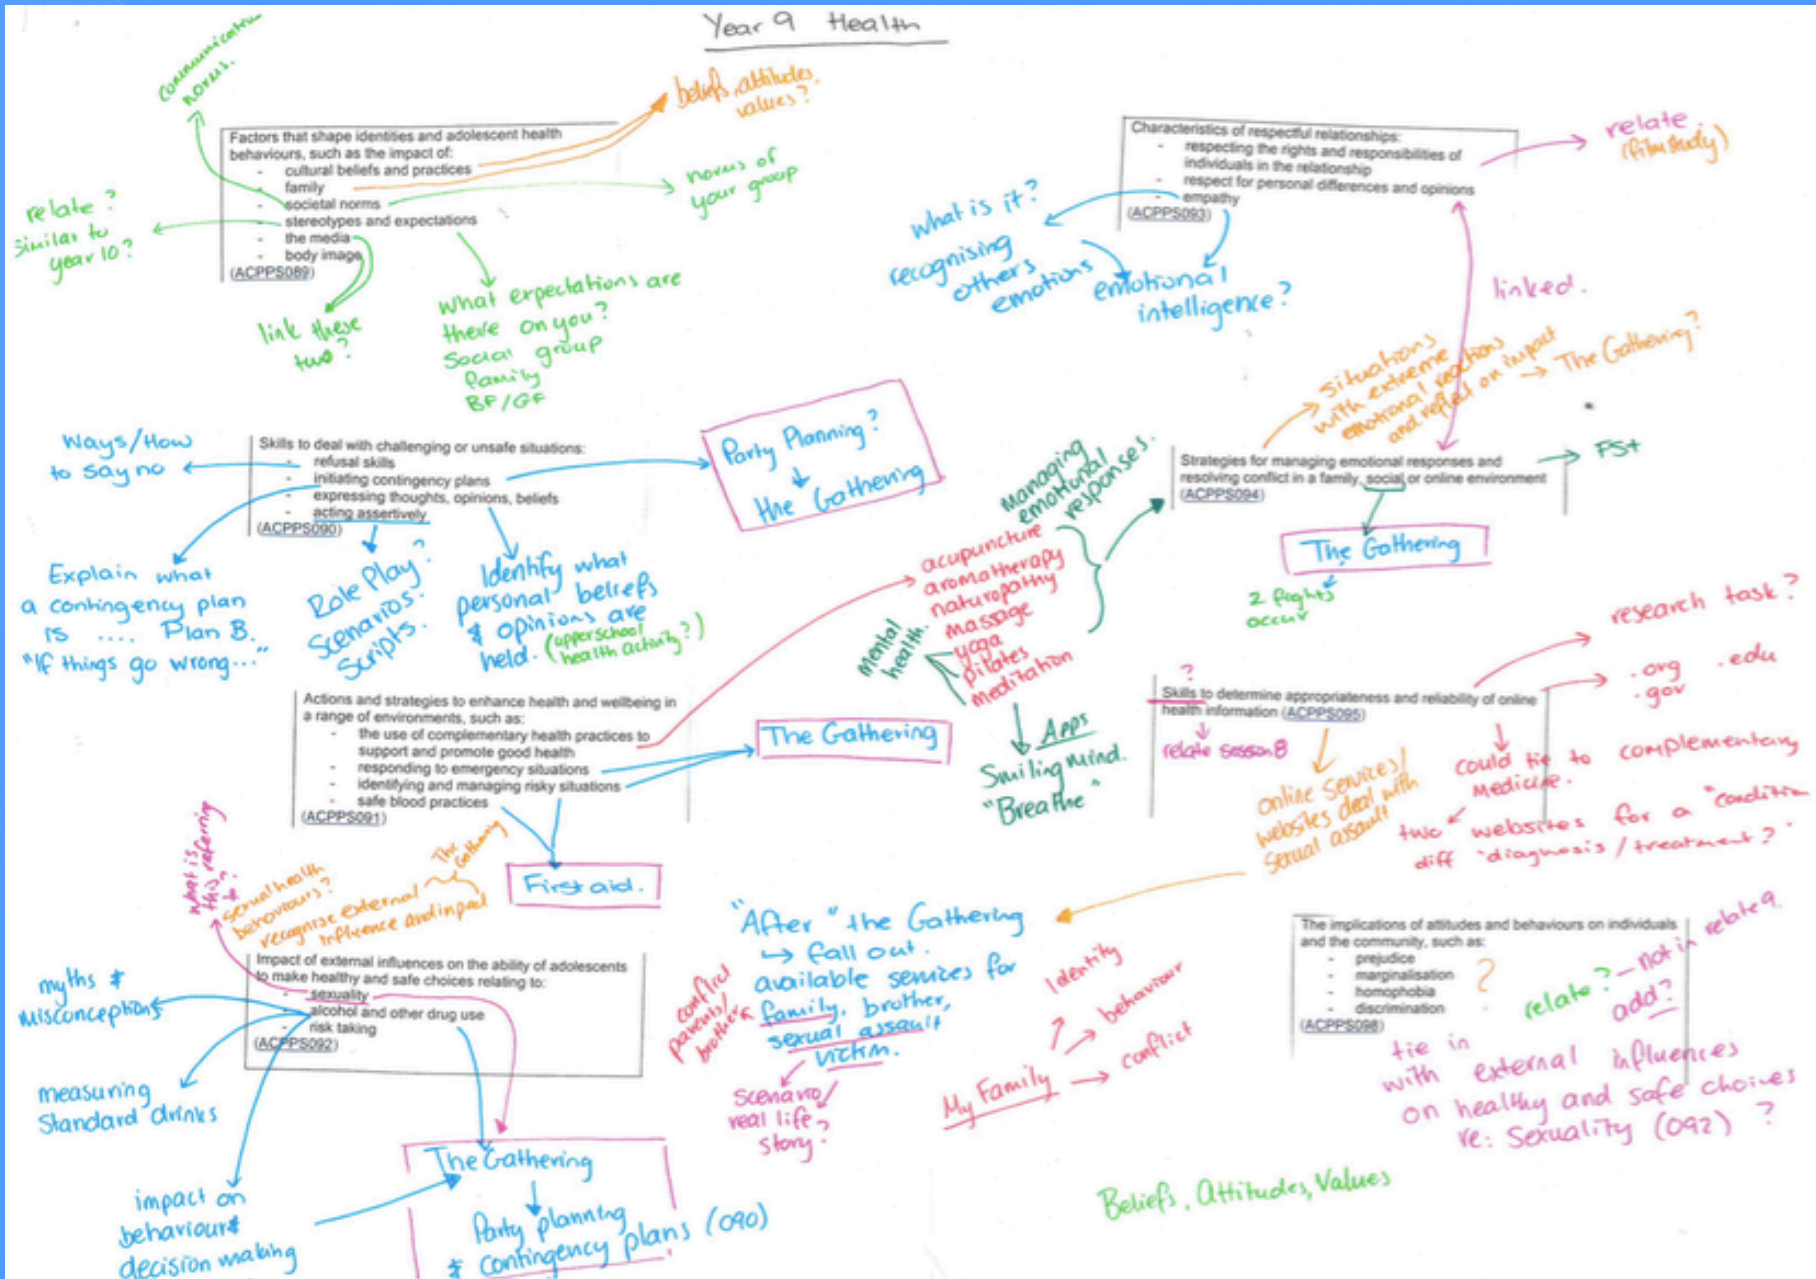 Year 9 Health
communication
norms.
beliefs, attitudes,
values?
Factors that shape identities and adolescent health
behaviours, such as the impact of:
- cultural beliefs and practices
- family
- societal norms
- stereotypes and expectations
- the media
- body image
(ACPPS089)
norms of
your group
relate?
similar to
year 10?
link these
two?
What expectations are
there on you?
Social group
family
BF/GF
Characteristics of respectful relationships:
- respecting the rights and responsibilities of
individuals in the relationship
- respect for personal differences and opinions
- empathy
(ACPPS093)
relate
(film study)
what is it?
recognising
others
emotions
emotional
intelligence?
linked.
situations
with extreme
emotional reactions
and reflect on impact
→ The Gathering?
Ways/How
to say no
Skills to deal with challenging or unsafe situations:
- refusal skills
- initiating contingency plans
- expressing thoughts, opinions, beliefs
- acting assertively
(ACPPS090)
Party Planning?
the Gathering
Explain what
a contingency plan
is .... Plan B.
"If things go wrong..."
Role Play?
Scenarios?
Scripts.
Identify what
personal beliefs
& opinions are
held. (upper school
health activity?)
managing
emotional
responses.
acupuncture
aromatherapy
naturopathy
massage
yoga
pilates
meditation
mental
health.
Apps
Smiling mind.
"Breathe"
Strategies for managing emotional responses and
resolving conflict in a family, social or online environment
(ACPPS094)
FS+
The Gathering
2 fights
occur
Actions and strategies to enhance health and wellbeing in
a range of environments, such as:
- the use of complementary health practices to
support and promote good health
- responding to emergency situations
- identifying and managing risky situations
- safe blood practices
(ACPPS091)
The Gathering
First aid.
?
Skills to determine appropriateness and reliability of online
health information (ACPPS095)
research task?
.org .edu
.gov
relate session 8
online services/
websites deal with
sexual assault
could tie to complementary
medicine.
two websites for a "condition
diff "diagnosis/treatment?"
what is
this referring
to?
sexual health
behaviours?
recognise external
influence and impact
The
Gathering
Impact of external influences on the ability of adolescents
to make healthy and safe choices relating to:
- sexuality
- alcohol and other drug use
- risk taking
(ACPPS092)
myths &
misconceptions
measuring
Standard drinks
impact on
behaviour &
decision making
The Gathering
Party planning
& contingency plans (090)
"After" the Gathering
↳ fall out.
available services for
family, brother,
sexual assault
victim.
conflict
parents/
brother
scenario/
real life
story?
My Family
Identity
behaviour
conflict
The implications of attitudes and behaviours on individuals
and the community, such as:
- prejudice
- marginalisation
- homophobia
- discrimination
(ACPPS098)
?
relate? – not in relate 9.
add?
tie in
with external influences
on healthy and safe choices
re: Sexuality (092) ?
Beliefs, Attitudes, Values